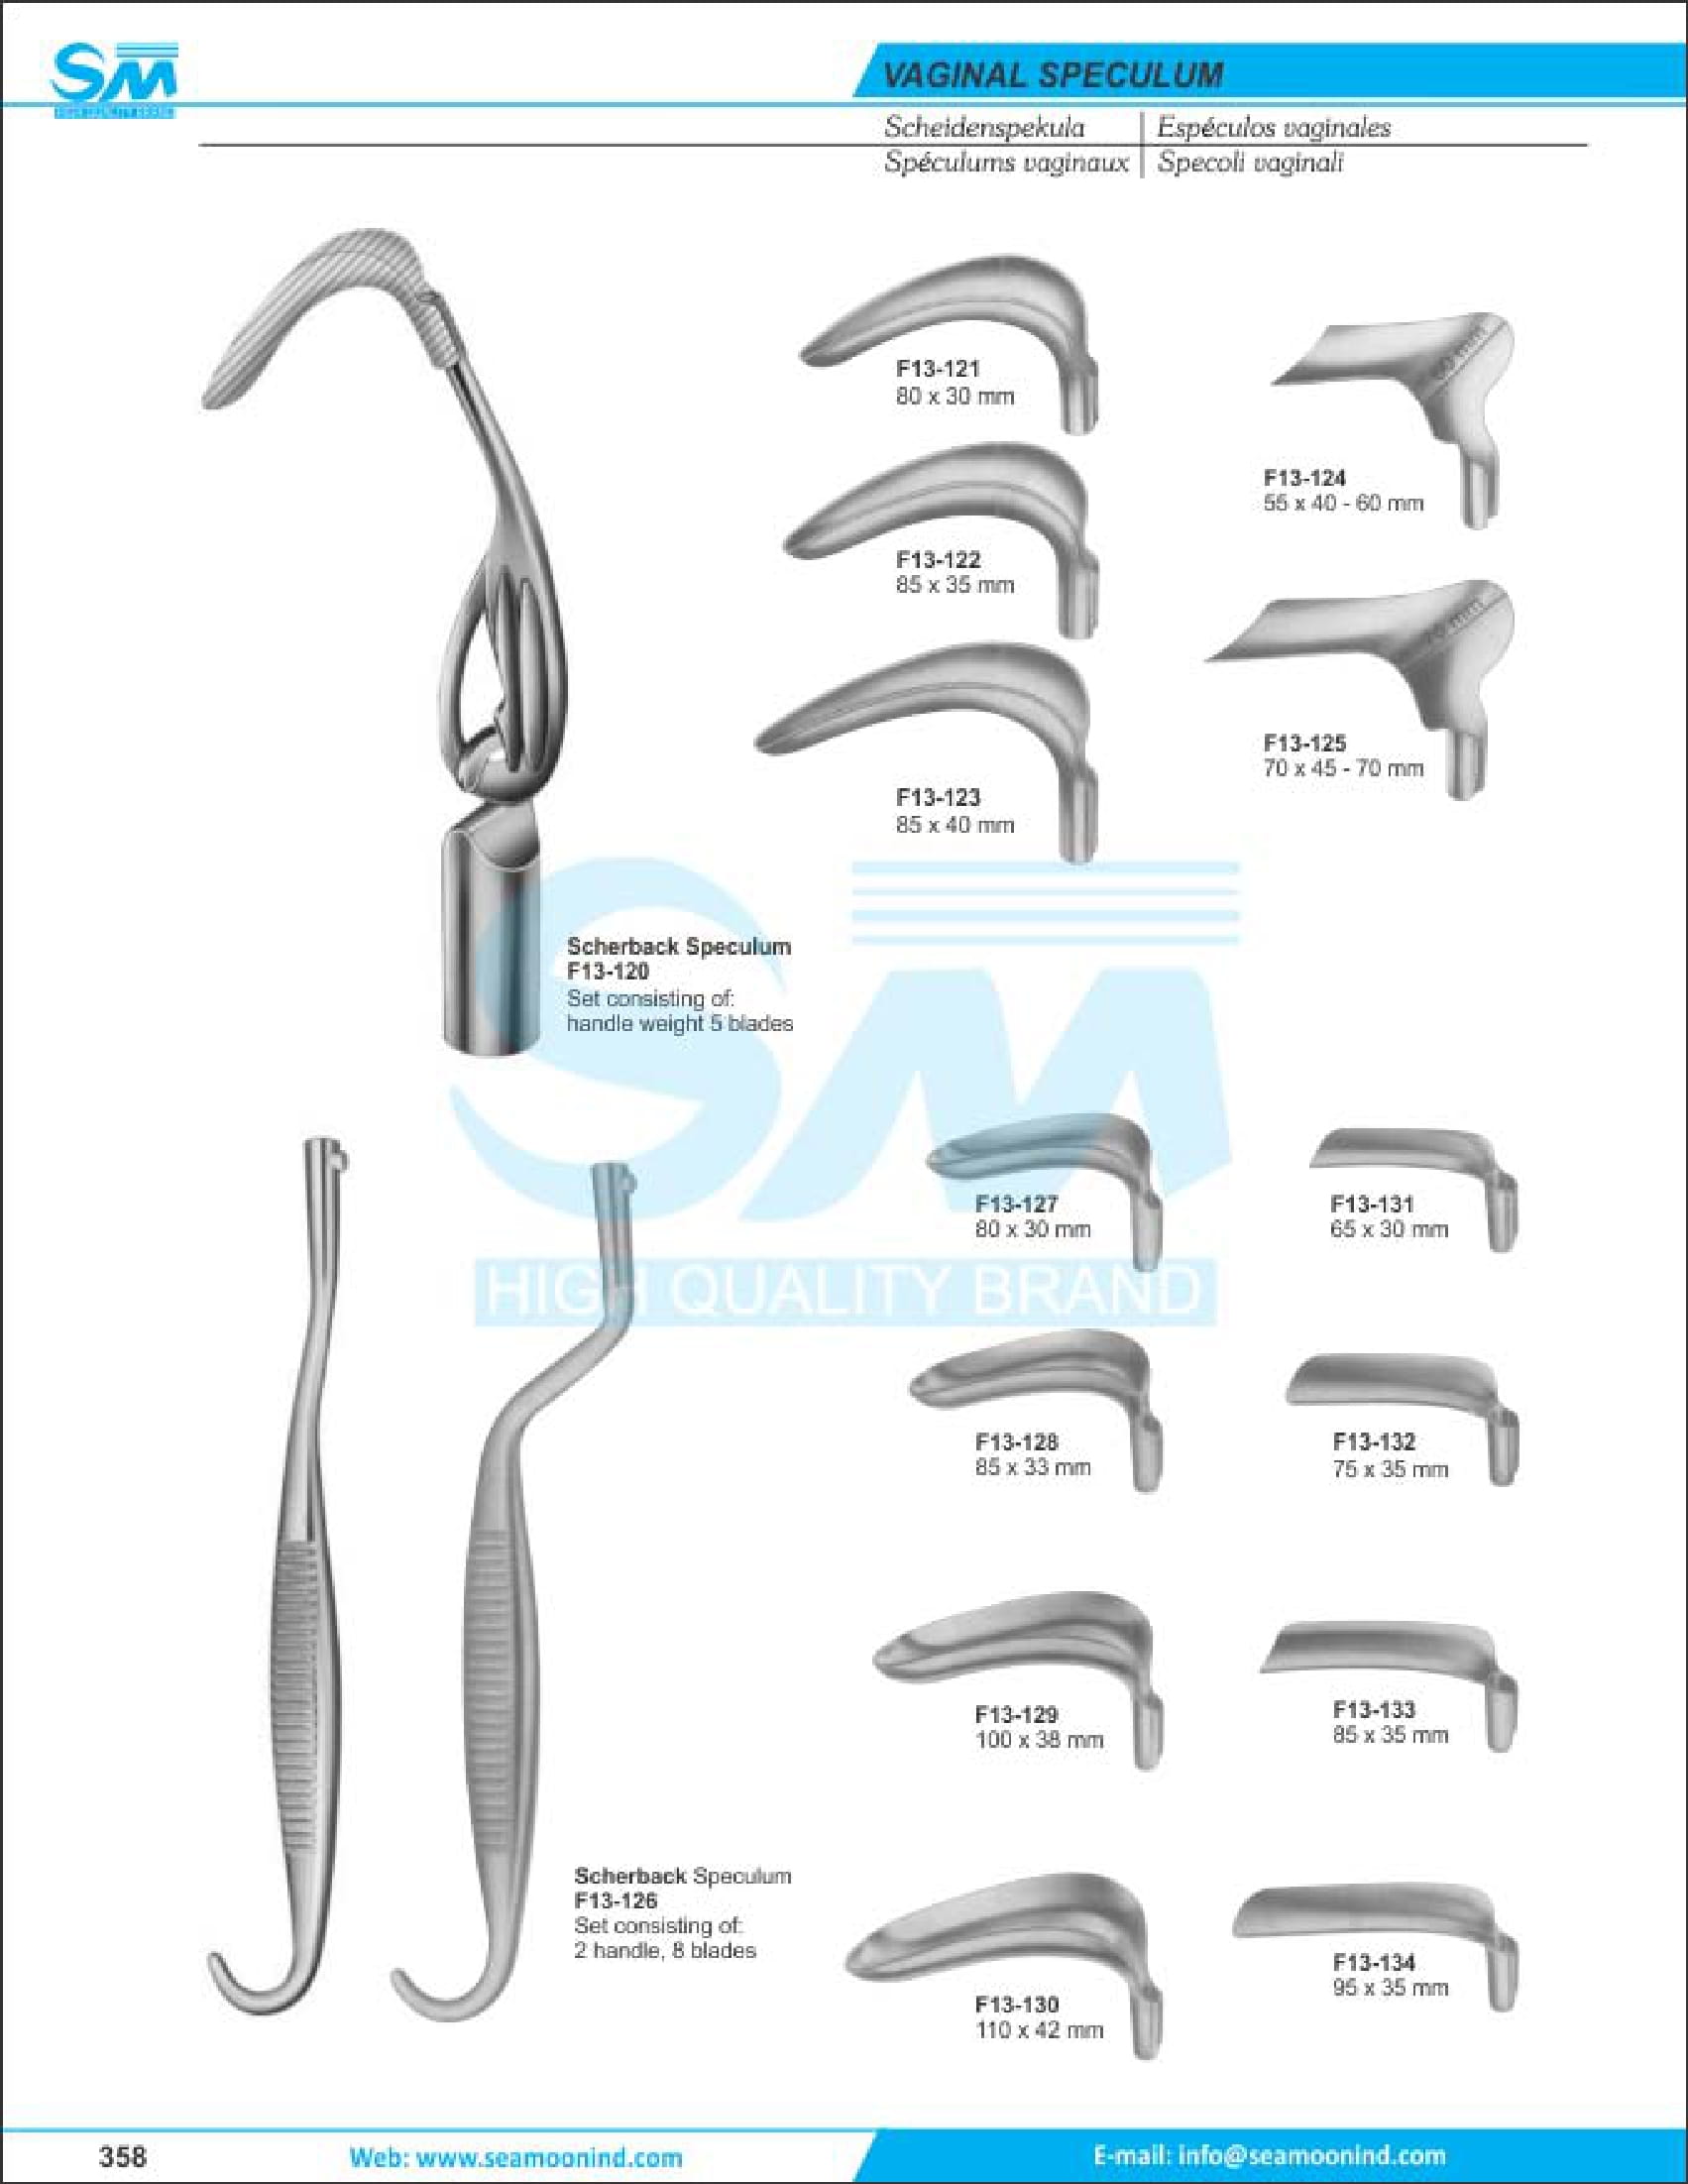 SM
VAGINAL SPECULUM
Scheidenspekula
Espéculos vaginales
Spéculums vaginaux
Specoli vaginali
F13-121
80 x 30 mm
F13-124
55 x 40 - 60 mm
F13-122
85 x 35 mm
F13-125
70 x 45 - 70 mm
F13-123
85 x 40 mm
Scherback Speculum
F13-120
Set consisting of:
handle weight 5 blades
SM
HIGH QUALITY BRAND
F13-127
80 x 30 mm
F13-131
65 x 30 mm
F13-128
85 x 33 mm
F13-132
75 x 35 mm
F13-129
100 x 38 mm
F13-133
85 x 35 mm
Scherback Speculum
F13-126
Set consisting of:
2 handle, 8 blades
F13-134
95 x 35 mm
F13-130
110 x 42 mm
358
Web: www.seamoonind.com
E-mail: info@seamoonind.com